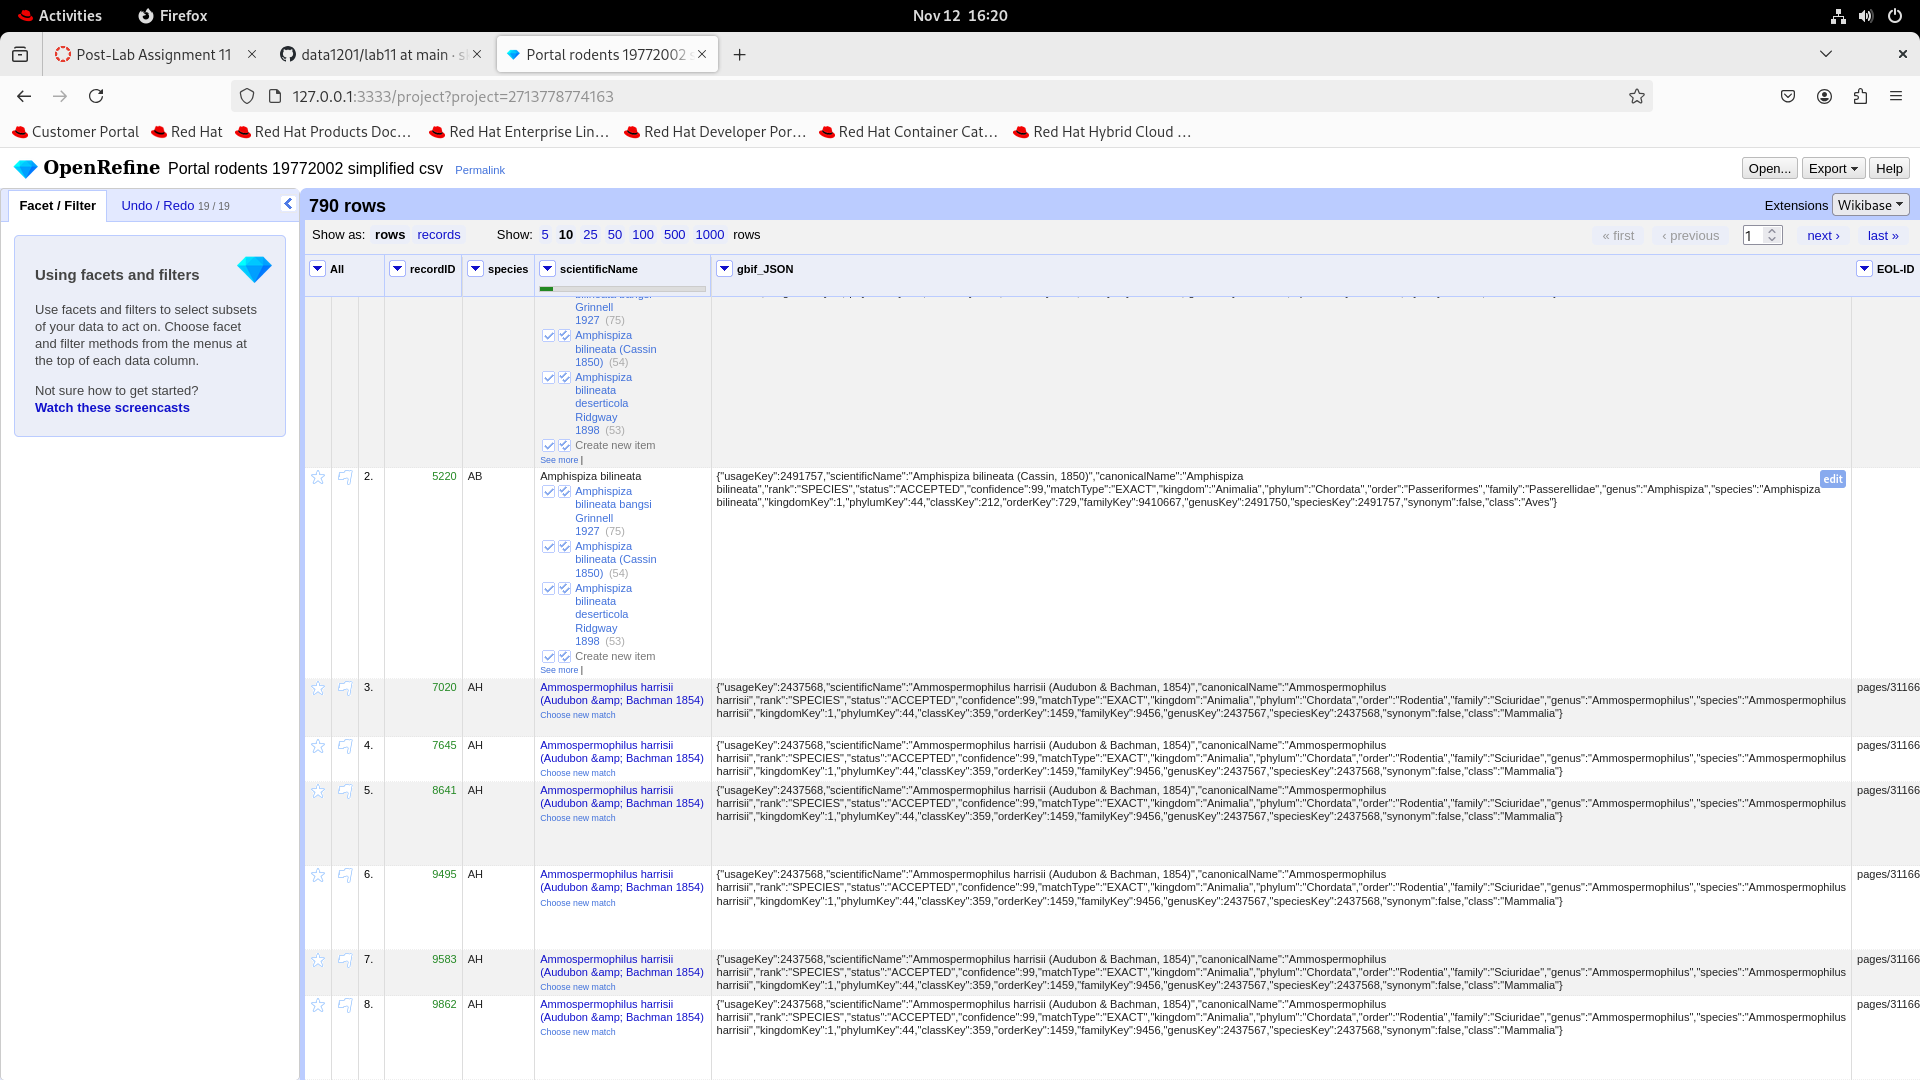 Activities Firefox Nov 12 16:20
Post-Lab Assignment 11 data1201/lab11 at main · s Portal rodents 19772002
127.0.0.1:3333/project?project=2713778774163
Customer Portal Red Hat Red Hat Products Doc… Red Hat Enterprise Lin… Red Hat Developer Por… Red Hat Container Cat… Red Hat Hybrid Cloud …
OpenRefine Portal rodents 19772002 simplified csv Permalink Open... Export Help
Facet / Filter Undo / Redo 19 / 19
790 rows Extensions Wikibase
Show as: rows records Show: 5 10 25 50 100 500 1000 rows « first ‹ previous 1 next › last »
Using facets and filters
Use facets and filters to select subsets
of your data to act on. Choose facet
and filter methods from the menus at
the top of each data column.
Not sure how to get started?
Watch these screencasts
All recordID species scientificName gbif_JSON EOL-ID
bilineata bangsi
Grinnell
1927 (75)
Amphispiza
bilineata (Cassin
1850) (54)
Amphispiza
bilineata
deserticola
Ridgway
1898 (53)
Create new item
See more |
2. 5220 AB Amphispiza bilineata
Amphispiza
bilineata bangsi
Grinnell
1927 (75)
Amphispiza
bilineata (Cassin
1850) (54)
Amphispiza
bilineata
deserticola
Ridgway
1898 (53)
Create new item
See more |
{"usageKey":2491757,"scientificName":"Amphispiza bilineata (Cassin, 1850)","canonicalName":"Amphispiza
bilineata","rank":"SPECIES","status":"ACCEPTED","confidence":99,"matchType":"EXACT","kingdom":"Animalia","phylum":"Chordata","order":"Passeriformes","family":"Passerellidae","genus":"Amphispiza","species":"Amphispiza
bilineata","kingdomKey":1,"phylumKey":44,"classKey":212,"orderKey":729,"familyKey":9410667,"genusKey":2491750,"speciesKey":2491757,"synonym":false,"class":"Aves"}
edit
3. 7020 AH Ammospermophilus harrisii
(Audubon &amp; Bachman 1854)
Choose new match
{"usageKey":2437568,"scientificName":"Ammospermophilus harrisii (Audubon & Bachman, 1854)","canonicalName":"Ammospermophilus
harrisii","rank":"SPECIES","status":"ACCEPTED","confidence":99,"matchType":"EXACT","kingdom":"Animalia","phylum":"Chordata","order":"Rodentia","family":"Sciuridae","genus":"Ammospermophilus","species":"Ammospermophilus
harrisii","kingdomKey":1,"phylumKey":44,"classKey":359,"orderKey":1459,"familyKey":9456,"genusKey":2437567,"speciesKey":2437568,"synonym":false,"class":"Mammalia"}
pages/31166
4. 7645 AH Ammospermophilus harrisii
(Audubon &amp; Bachman 1854)
Choose new match
{"usageKey":2437568,"scientificName":"Ammospermophilus harrisii (Audubon & Bachman, 1854)","canonicalName":"Ammospermophilus
harrisii","rank":"SPECIES","status":"ACCEPTED","confidence":99,"matchType":"EXACT","kingdom":"Animalia","phylum":"Chordata","order":"Rodentia","family":"Sciuridae","genus":"Ammospermophilus","species":"Ammospermophilus
harrisii","kingdomKey":1,"phylumKey":44,"classKey":359,"orderKey":1459,"familyKey":9456,"genusKey":2437567,"speciesKey":2437568,"synonym":false,"class":"Mammalia"}
pages/31166
5. 8641 AH Ammospermophilus harrisii
(Audubon &amp; Bachman 1854)
Choose new match
{"usageKey":2437568,"scientificName":"Ammospermophilus harrisii (Audubon & Bachman, 1854)","canonicalName":"Ammospermophilus
harrisii","rank":"SPECIES","status":"ACCEPTED","confidence":99,"matchType":"EXACT","kingdom":"Animalia","phylum":"Chordata","order":"Rodentia","family":"Sciuridae","genus":"Ammospermophilus","species":"Ammospermophilus
harrisii","kingdomKey":1,"phylumKey":44,"classKey":359,"orderKey":1459,"familyKey":9456,"genusKey":2437567,"speciesKey":2437568,"synonym":false,"class":"Mammalia"}
pages/31166
6. 9495 AH Ammospermophilus harrisii
(Audubon &amp; Bachman 1854)
Choose new match
{"usageKey":2437568,"scientificName":"Ammospermophilus harrisii (Audubon & Bachman, 1854)","canonicalName":"Ammospermophilus
harrisii","rank":"SPECIES","status":"ACCEPTED","confidence":99,"matchType":"EXACT","kingdom":"Animalia","phylum":"Chordata","order":"Rodentia","family":"Sciuridae","genus":"Ammospermophilus","species":"Ammospermophilus
harrisii","kingdomKey":1,"phylumKey":44,"classKey":359,"orderKey":1459,"familyKey":9456,"genusKey":2437567,"speciesKey":2437568,"synonym":false,"class":"Mammalia"}
pages/31166
7. 9583 AH Ammospermophilus harrisii
(Audubon &amp; Bachman 1854)
Choose new match
{"usageKey":2437568,"scientificName":"Ammospermophilus harrisii (Audubon & Bachman, 1854)","canonicalName":"Ammospermophilus
harrisii","rank":"SPECIES","status":"ACCEPTED","confidence":99,"matchType":"EXACT","kingdom":"Animalia","phylum":"Chordata","order":"Rodentia","family":"Sciuridae","genus":"Ammospermophilus","species":"Ammospermophilus
harrisii","kingdomKey":1,"phylumKey":44,"classKey":359,"orderKey":1459,"familyKey":9456,"genusKey":2437567,"speciesKey":2437568,"synonym":false,"class":"Mammalia"}
pages/31166
8. 9862 AH Ammospermophilus harrisii
(Audubon &amp; Bachman 1854)
Choose new match
{"usageKey":2437568,"scientificName":"Ammospermophilus harrisii (Audubon & Bachman, 1854)","canonicalName":"Ammospermophilus
harrisii","rank":"SPECIES","status":"ACCEPTED","confidence":99,"matchType":"EXACT","kingdom":"Animalia","phylum":"Chordata","order":"Rodentia","family":"Sciuridae","genus":"Ammospermophilus","species":"Ammospermophilus
harrisii","kingdomKey":1,"phylumKey":44,"classKey":359,"orderKey":1459,"familyKey":9456,"genusKey":2437567,"speciesKey":2437568,"synonym":false,"class":"Mammalia"}
pages/31166